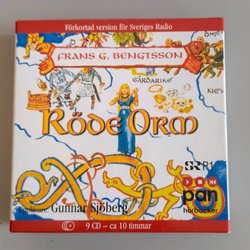 Förkortad version för Sveriges Radio
FRANS G. BENGTSSON
GÅRDARIKE
KIEV
RÖDE ORM
SR P1
pan
hörböcker
Gunnar Sjöberg
9 CD – ca 10 timmar